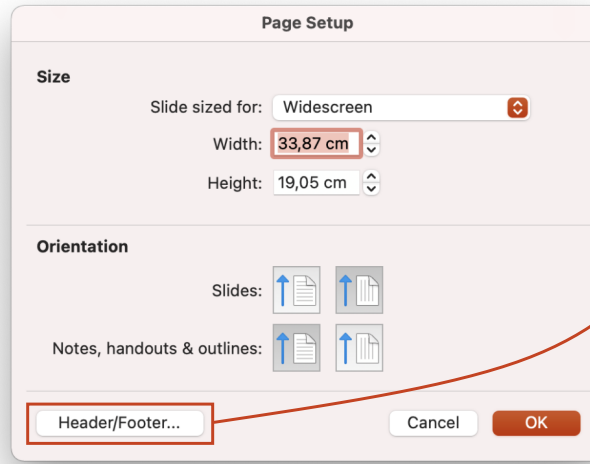 Page Setup
Size
Slide sized for: Widescreen
Width: 33,87 cm
Height: 19,05 cm
Orientation
Slides:
Notes, handouts & outlines:
Header/Footer... Cancel OK